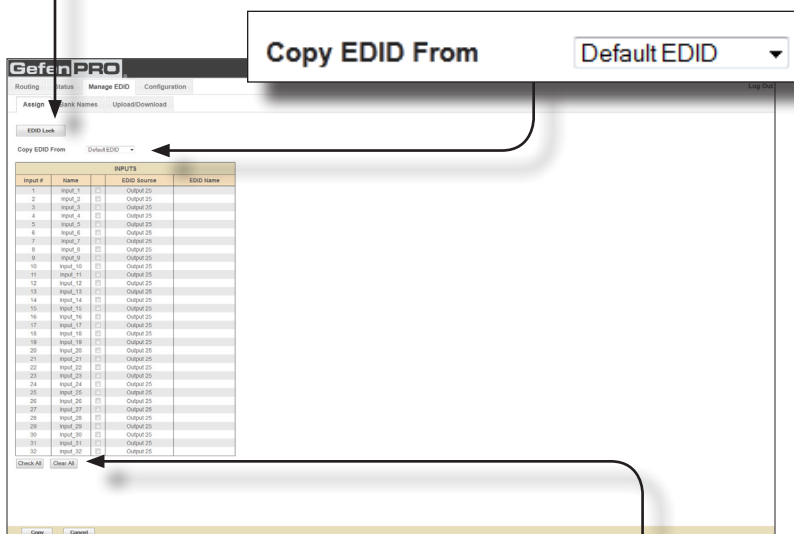 Copy EDID From Default EDID
GefenPRO
Routing Status Manage EDID Configuration Log Out
Assign Bank Names Upload/Download
EDID Lock
Copy EDID From Default EDID
INPUTS
Input # Name EDID Source EDID Name
1 Input_1 Output 25
2 Input_2 Output 25
3 Input_3 Output 25
4 Input_4 Output 25
5 Input_5 Output 25
6 Input_6 Output 25
7 Input_7 Output 25
8 Input_8 Output 25
9 Input_9 Output 25
10 Input_10 Output 25
11 Input_11 Output 25
12 Input_12 Output 25
13 Input_13 Output 25
14 Input_14 Output 25
15 Input_15 Output 25
16 Input_16 Output 25
17 Input_17 Output 25
18 Input_18 Output 25
19 Input_19 Output 25
20 Input_20 Output 25
21 Input_21 Output 25
22 Input_22 Output 25
23 Input_23 Output 25
24 Input_24 Output 25
25 Input_25 Output 25
26 Input_26 Output 25
27 Input_27 Output 25
28 Input_28 Output 25
29 Input_29 Output 25
30 Input_30 Output 25
31 Input_31 Output 25
32 Input_32 Output 25
Check All Clear All
Copy Cancel